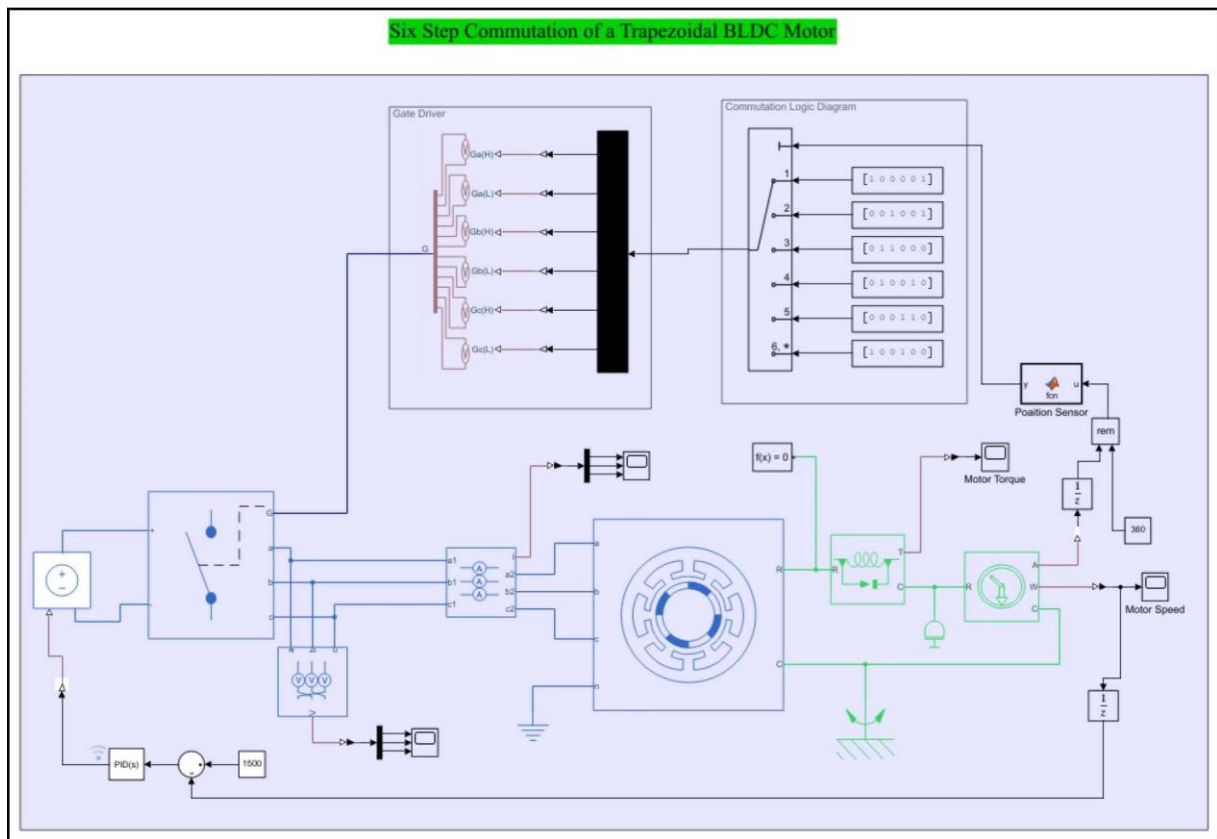 Six Step Commutation of a Trapezoidal BLDC Motor
Gate Driver
Commutation Logic Diagram
Ga(H)
Ga(L)
Gb(H)
Gb(L)
Gc(H)
Gc(L)
G
1
2
3
4
5
6, *
[1 0 0 0 0 1]
[0 0 1 0 0 1]
[0 1 1 0 0 0]
[0 1 0 0 1 0]
[0 0 0 1 1 0]
[1 0 0 1 0 0]
y
fcn
u
Poaition Sensor
rem
f(x) = 0
Motor Torque
1
z
360
+
-
G
a
b
c
a1
b1
c1
A
A
A
I
a2
b2
c2
a
b
c
n
R
C
R
T
C
R
A
W
C
Motor Speed
V
V
V
V
1
z
PID(s)
1500